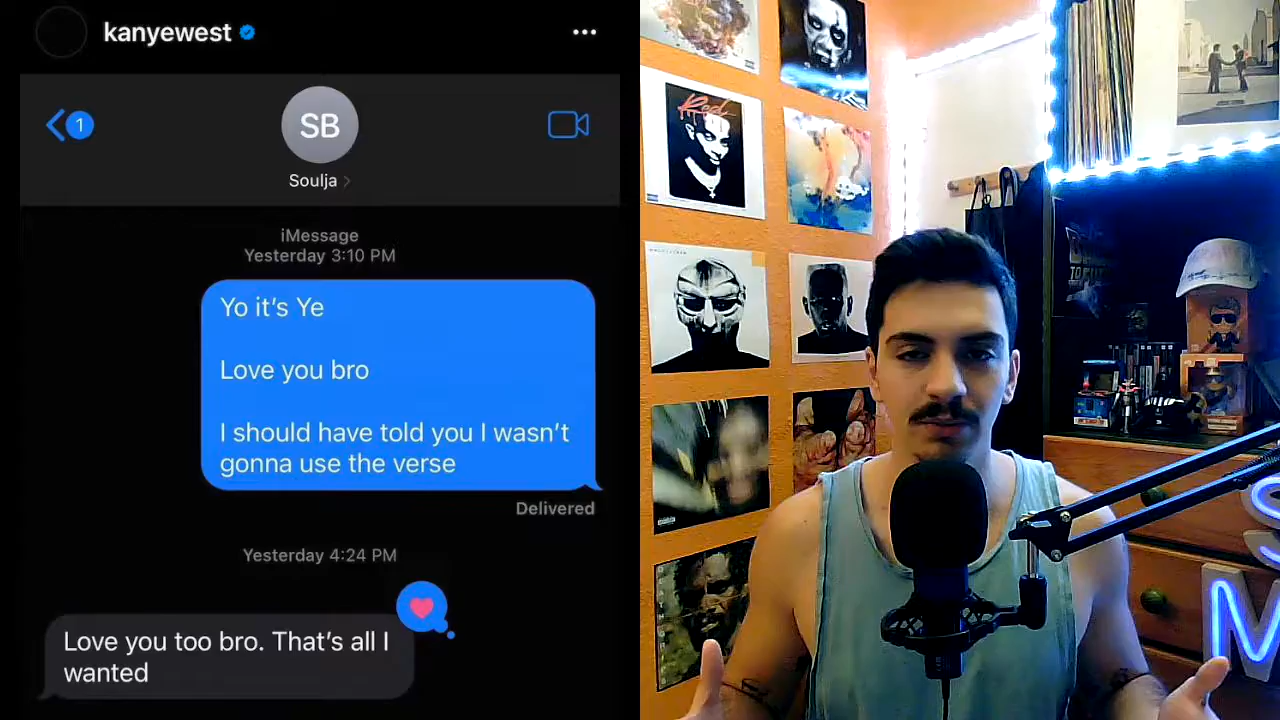 kanyewest
1
SB
Soulja
iMessage
Yesterday 3:10 PM
Yo it's Ye
Love you bro
I should have told you I wasn't
gonna use the verse
Delivered
Yesterday 4:24 PM
Love you too bro. That's all I
wanted
Red
M